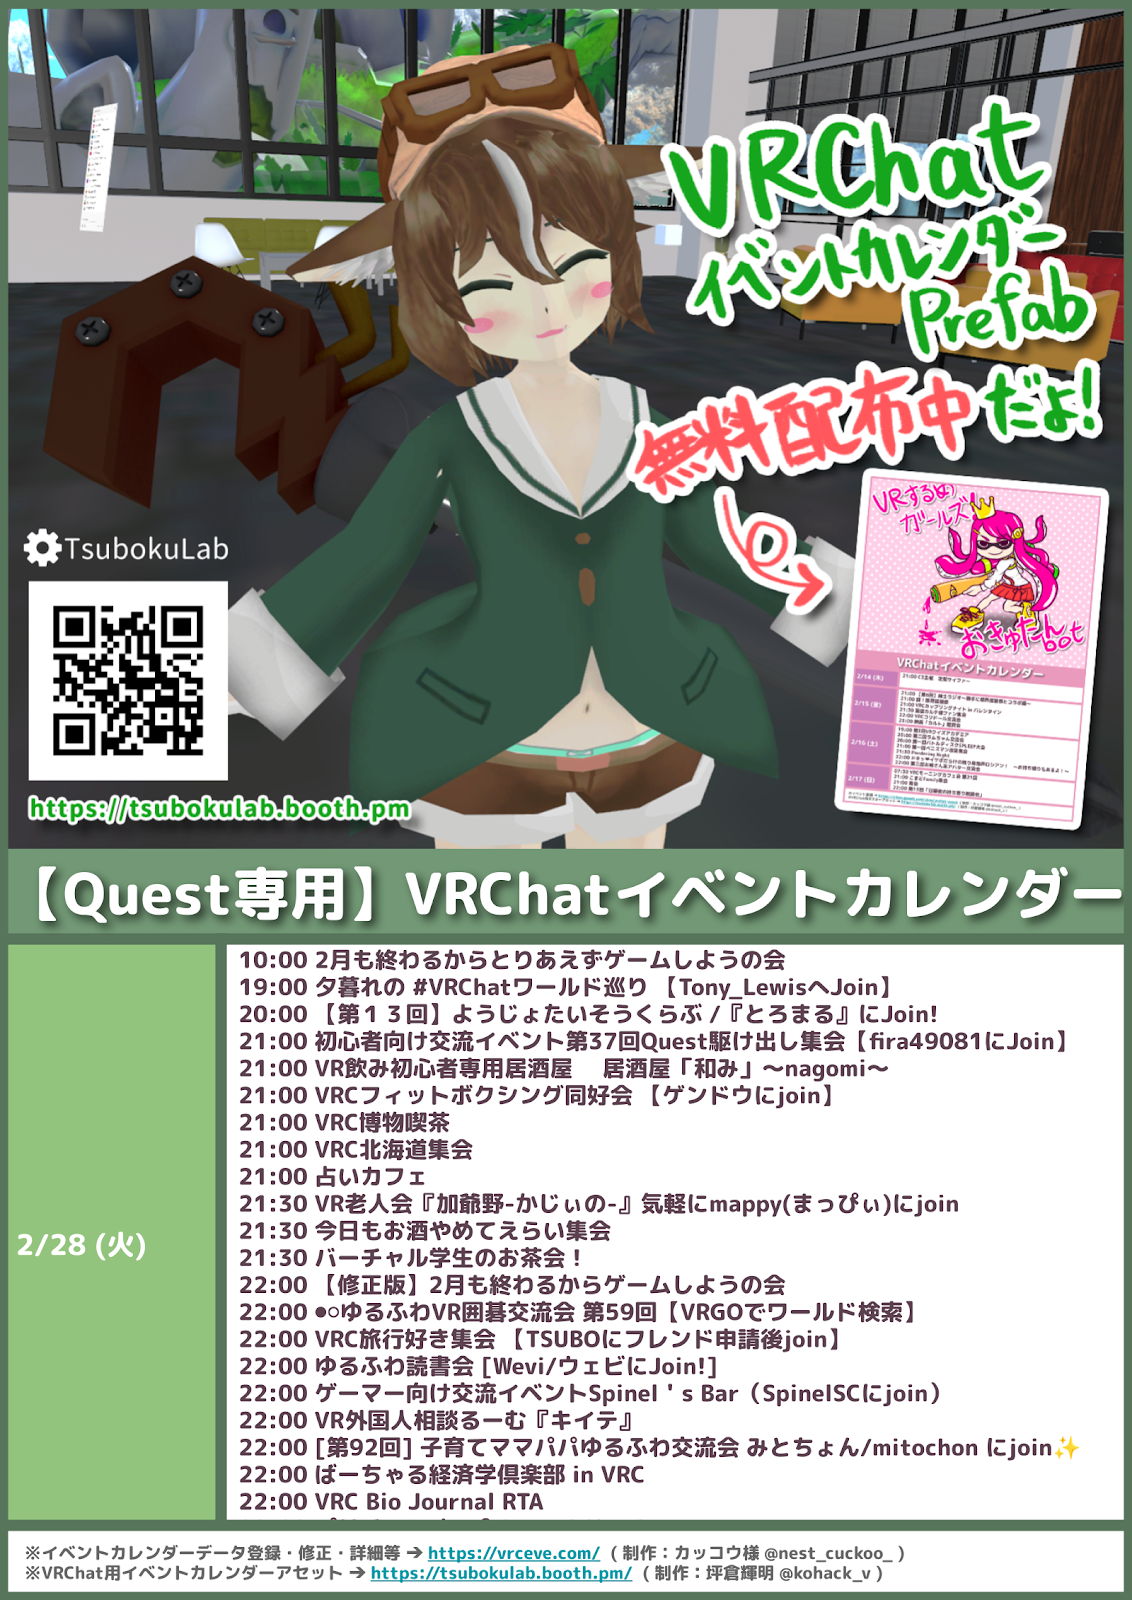 VRChat
イベントカレンダー
Prefab
無料配布中だよ!
TsubokuLab
https://tsubokulab.booth.pm
VRするめ
ガールズ
おきゅたん
bot
VRChatイベントカレンダー
2/14 (木)
2/15 (金)
2/16 (土)
2/17 (日)
【Quest専用】VRChatイベントカレンダー
2/28 (火)
10:00 2月も終わるからとりあえずゲームしようの会
19:00 夕暮れの #VRChatワールド巡り 【Tony_LewisへJoin】
20:00 【第１３回】ようじょたいそうくらぶ /『とろまる』にJoin!
21:00 初心者向け交流イベント第37回Quest駆け出し集会【fira49081にJoin】
21:00 VR飲み初心者専用居酒屋　 居酒屋「和み」～nagomi～
21:00 VRCフィットボクシング同好会 【ゲンドウにjoin】
21:00 VRC博物喫茶
21:00 VRC北海道集会
21:00 占いカフェ
21:30 VR老人会『加爺野-かじぃの-』気軽にmappy(まっぴぃ)にjoin
21:30 今日もお酒やめてえらい集会
21:30 バーチャル学生のお茶会！
22:00 【修正版】2月も終わるからゲームしようの会
22:00 ⚫︎○ゆるふわVR囲碁交流会 第59回【VRGOでワールド検索】
22:00 VRC旅行好き集会 【TSUBOにフレンド申請後join】
22:00 ゆるふわ読書会 [Wevi/ウェビにJoin!]
22:00 ゲーマー向け交流イベントSpinel＇s Bar（SpinelSCにjoin）
22:00 VR外国人相談るーむ『キイテ』
22:00 [第92回] 子育てママパパゆるふわ交流会 みとちょん/mitochon にjoin✨
22:00 ばーちゃる経済学倶楽部 in VRC
22:00 VRC Bio Journal RTA
※イベントカレンダーデータ登録・修正・詳細等 ➔ https://vrceve.com/ ( 制作：カッコウ様 @nest_cuckoo_ )
※VRChat用イベントカレンダーアセット ➔ https://tsubokulab.booth.pm/ ( 制作：坪倉輝明 @kohack_v )